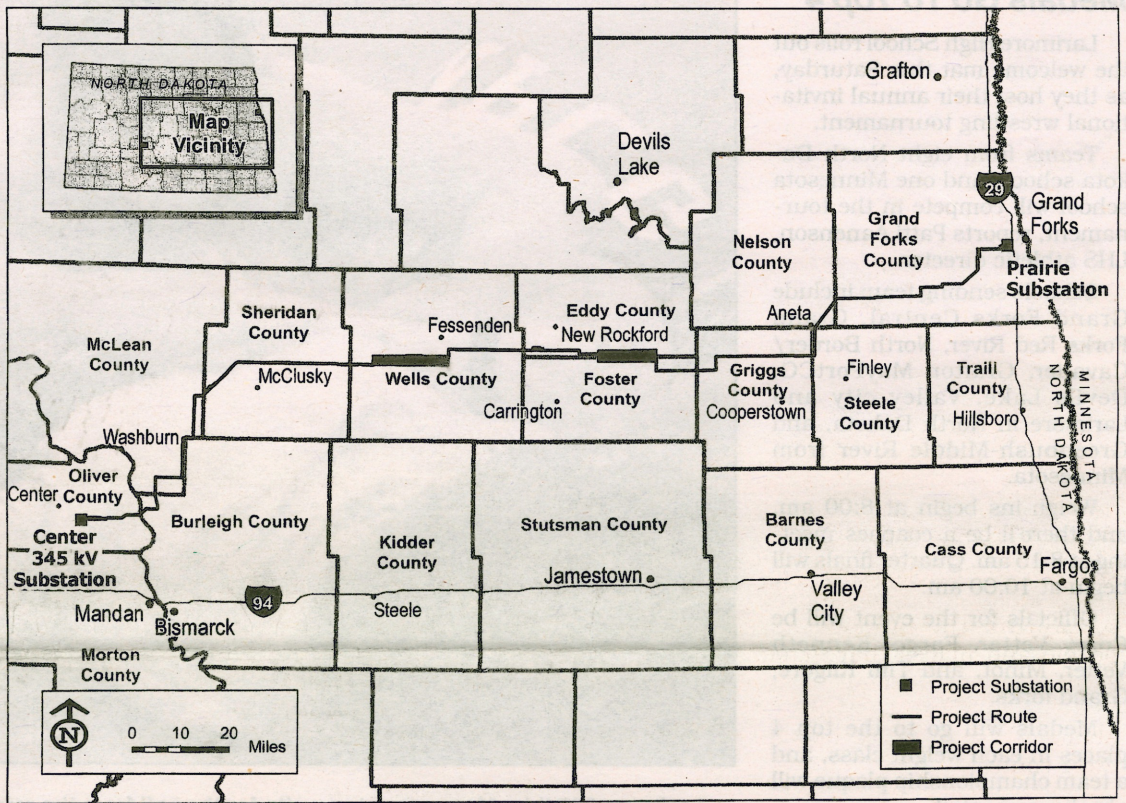 NORTH DAKOTA
Map
Vicinity
Grafton
Devils
Lake
29
Grand
Forks
Grand
Forks
County
Nelson
County
Prairie
Substation
Sheridan
County
Eddy County
Fessenden
New Rockford
Aneta
McLean
County
McClusky
Wells County
Foster
County
Griggs
County
Finley
Traill
County
Carrington
Cooperstown
Steele
County
Hillsboro
MINNESOTA
NORTH DAKOTA
Washburn
Oliver
County
Center
Center
345 kV
Substation
Burleigh County
Kidder
County
Stutsman County
Barnes
County
Cass County
Jamestown
Fargo
Valley
City
Mandan
94
Steele
Bismarck
Morton
County
N
0 10 20 Miles
Project Substation
Project Route
Project Corridor